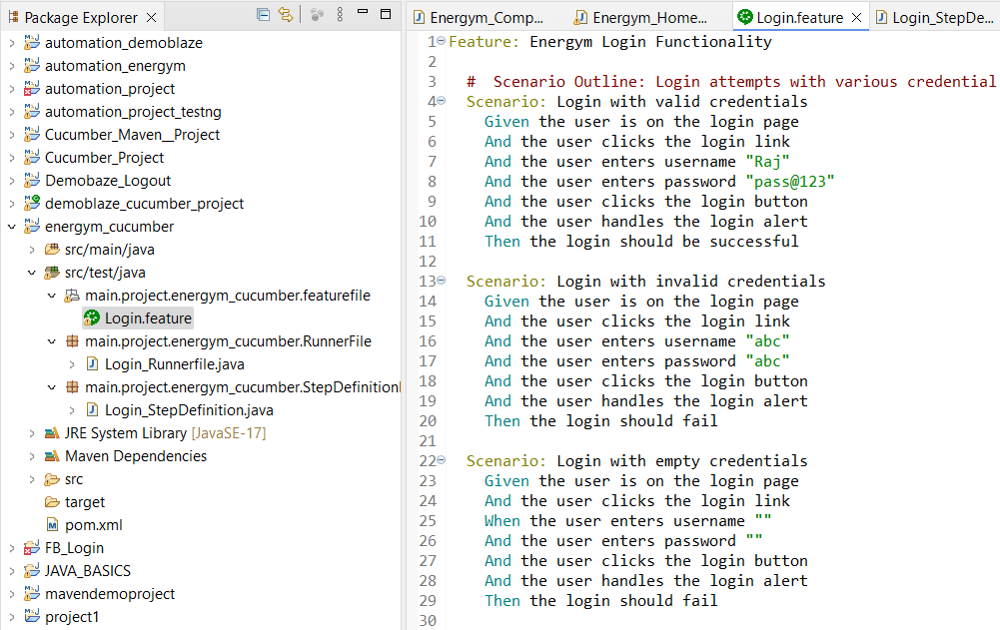 Package Explorer
automation_demoblaze
automation_energym
automation_project
automation_project_testng
Cucumber_Maven__Project
Cucumber_Project
Demobaze_Logout
demoblaze_cucumber_project
energym_cucumber
src/main/java
src/test/java
main.project.energym_cucumber.featurefile
Login.feature
main.project.energym_cucumber.RunnerFile
Login_Runnerfile.java
main.project.energym_cucumber.StepDefinition
Login_StepDefinition.java
JRE System Library [JavaSE-17]
Maven Dependencies
src
target
pom.xml
FB_Login
JAVA_BASICS
mavendemoproject
project1
Energym_Comp... Energym_Home... Login.feature Login_StepDe...
1 Feature: Energym Login Functionality
2
3 #  Scenario Outline: Login attempts with various credential
4 Scenario: Login with valid credentials
5 Given the user is on the login page
6 And the user clicks the login link
7 And the user enters username "Raj"
8 And the user enters password "pass@123"
9 And the user clicks the login button
10 And the user handles the login alert
11 Then the login should be successful
12
13 Scenario: Login with invalid credentials
14 Given the user is on the login page
15 And the user clicks the login link
16 And the user enters username "abc"
17 And the user enters password "abc"
18 And the user clicks the login button
19 And the user handles the login alert
20 Then the login should fail
21
22 Scenario: Login with empty credentials
23 Given the user is on the login page
24 And the user clicks the login link
25 When the user enters username ""
26 And the user enters password ""
27 And the user clicks the login button
28 And the user handles the login alert
29 Then the login should fail
30